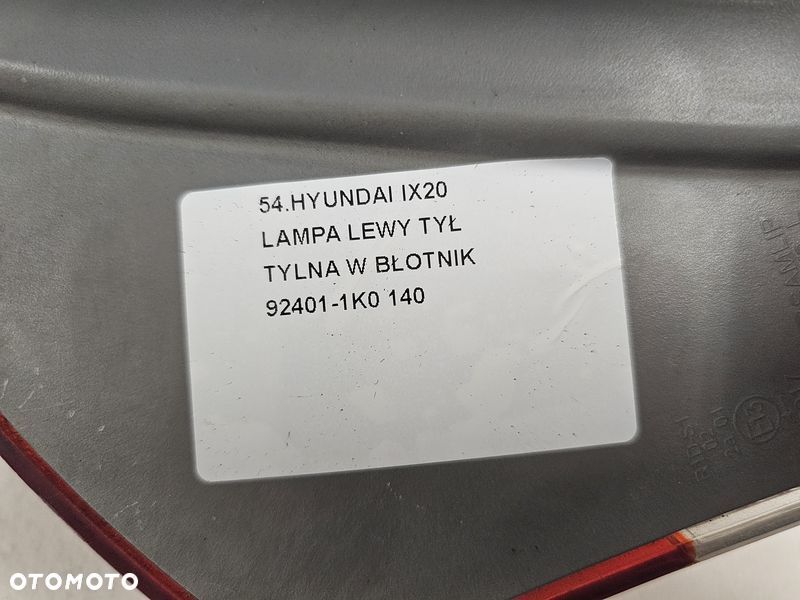 54.HYUNDAI IX20
LAMPA LEWY TYŁ
TYLNA W BŁOTNIK
92401-1K0 140
OTOMOTO